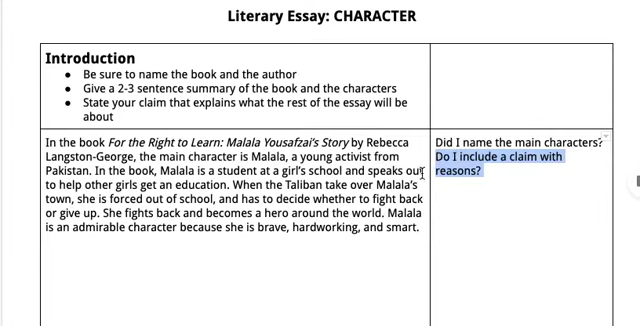 Literary Essay: CHARACTER
Introduction
● Be sure to name the book and the author
● Give a 2-3 sentence summary of the book and the characters
● State your claim that explains what the rest of the essay will be
about
In the book For the Right to Learn: Malala Yousafzai's Story by Rebecca
Langston-George, the main character is Malala, a young activist from
Pakistan. In the book, Malala is a student at a girl's school and speaks out
to help other girls get an education. When the Taliban take over Malala's
town, she is forced out of school, and has to decide whether to fight back
or give up. She fights back and becomes a hero around the world. Malala
is an admirable character because she is brave, hardworking, and smart.
Did I name the main characters?
Do I include a claim with
reasons?